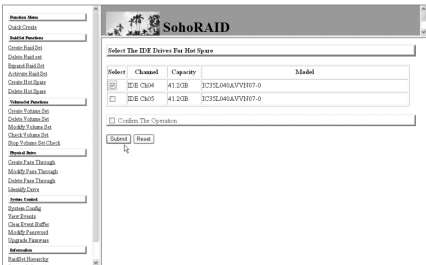 Function Menu
Quick Create
RaidSet Functions
Create Raid Set
Delete Raid set
Expand Raid Set
Activate Raid Set
Create Hot Spare
Delete Hot Spare
VolumeSet Functions
Create Volume Set
Delete Volume Set
Modify Volume Set
Check Volume Set
Stop Volume Set Check
Physical Drive
Create Pass Through
Modify Pass Through
Delete Pass Through
Identify Drive
System Control
System Config
View Events
Clear Event Buffer
Modify Password
Upgrade Firmware
Information
RaidSet Hierarchy
SohoRAID
Select The IDE Drives For Hot Spare
Select Channel Capacity Model
IDE Ch04 41.2GB IC35L040AVVN07-0
IDE Ch05 41.2GB IC35L040AVVN07-0
Confirm The Operation
Submit Reset